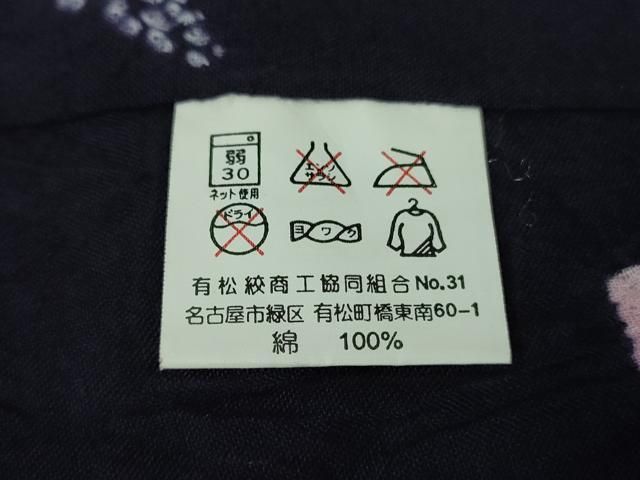 弱
30
ネット使用
エンソ
サラシ
ドライ
ヨワク
有松絞商工協同組合No.31
名古屋市緑区 有松町橋東南60-1
綿 100%